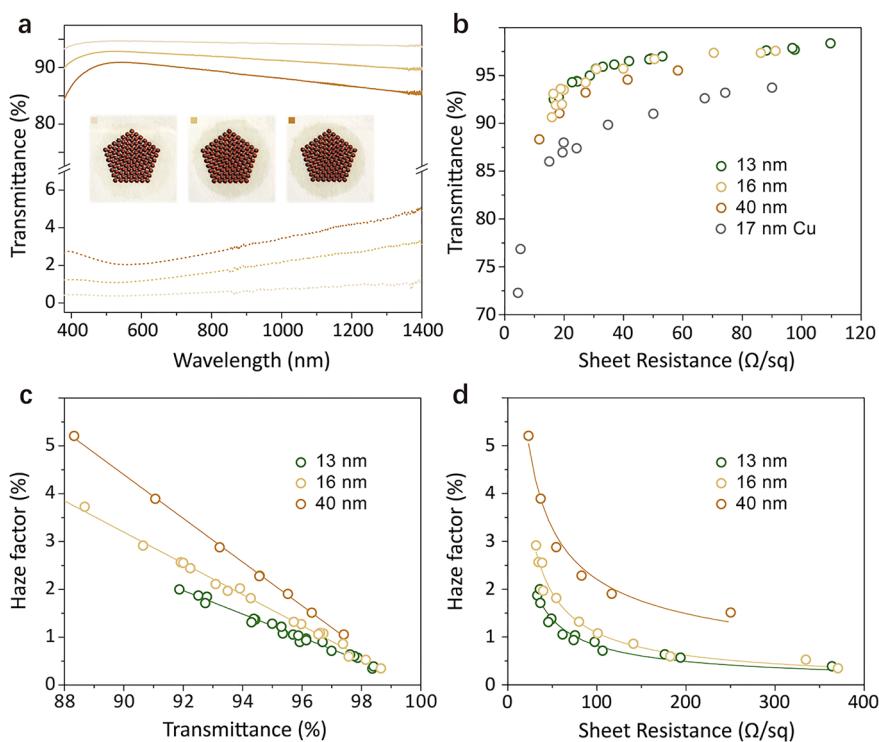 a
Transmittance (%)
90
80
6
4
2
0
400 600 800 1000 1200 1400
Wavelength (nm)
b
Transmittance (%)
100
95
90
85
80
75
70
13 nm
16 nm
40 nm
17 nm Cu
0 20 40 60 80 100 120
Sheet Resistance (Ω/sq)
c
Haze factor (%)
5
4
3
2
1
0
13 nm
16 nm
40 nm
88 90 92 94 96 98 100
Transmittance (%)
d
Haze factor (%)
5
4
3
2
1
0
13 nm
16 nm
40 nm
0 100 200 300 400
Sheet Resistance (Ω/sq)